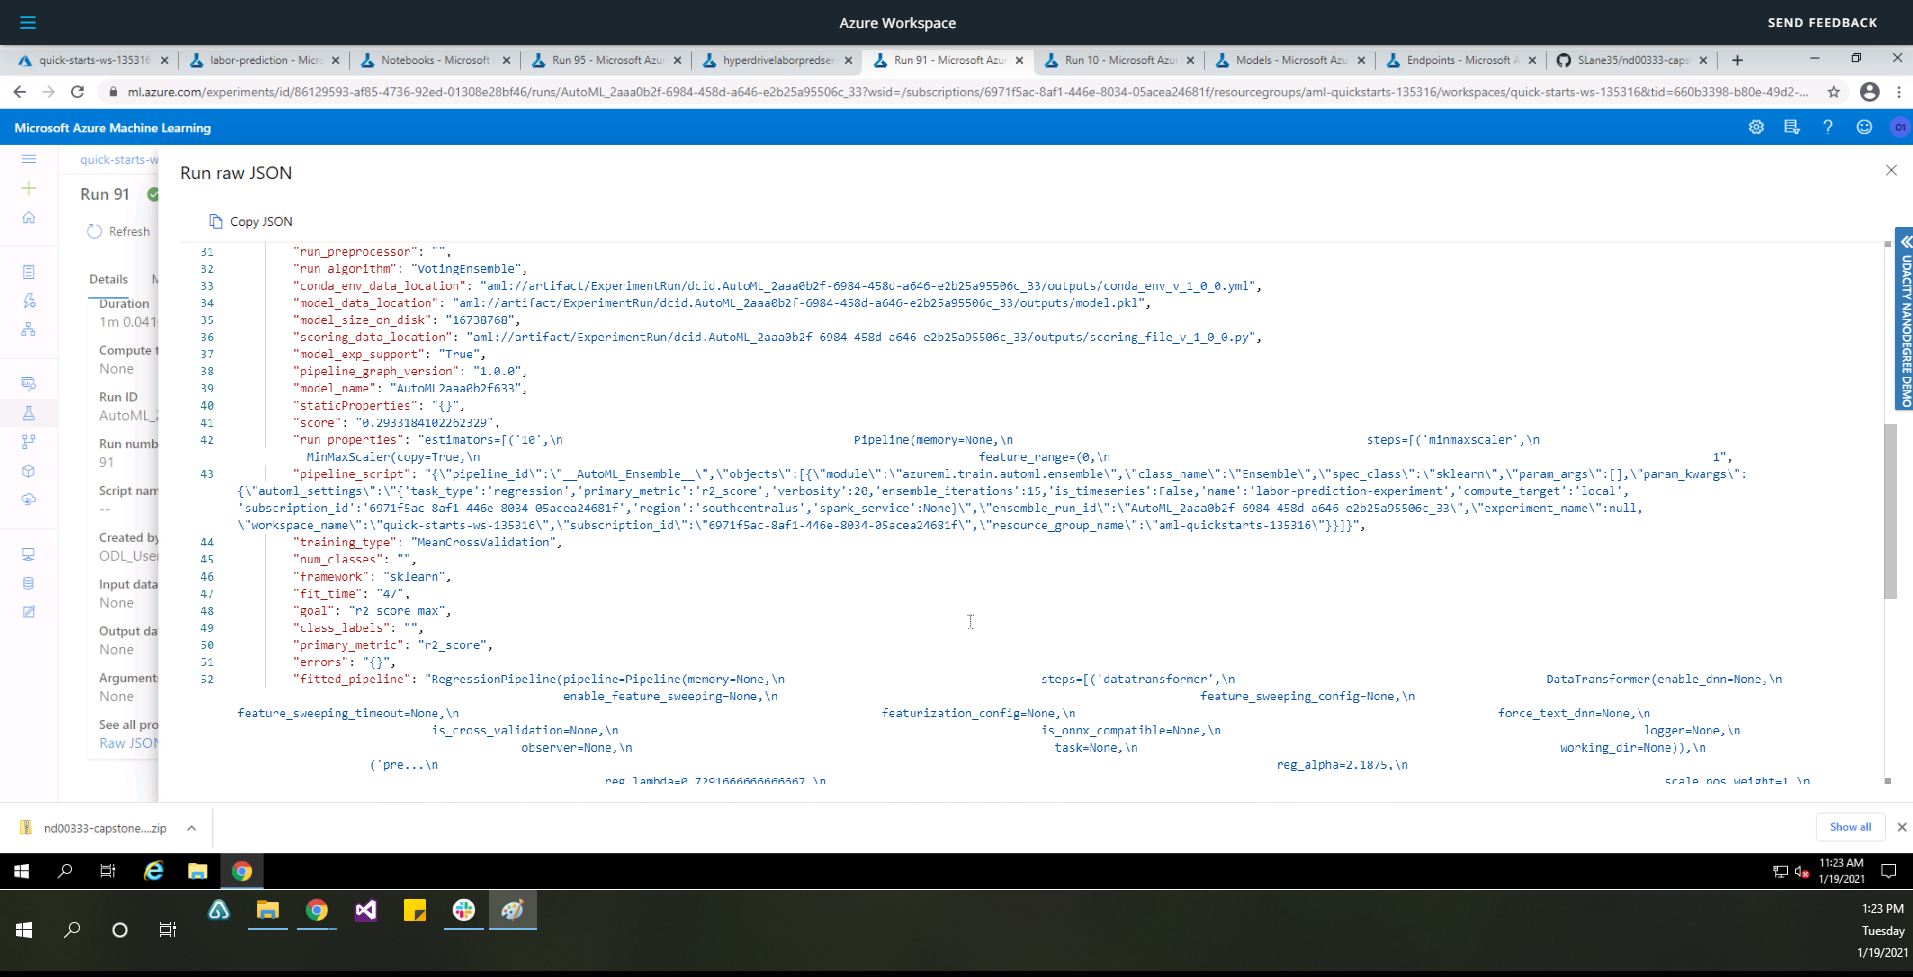 Azure Workspace
SEND FEEDBACK
quick-starts-ws-135316
labor-prediction - Micr
Notebooks - Microsoft
Run 95 - Microsoft Azu
hyperdrivelaborpredser
Run 91 - Microsoft Azu
Run 10 - Microsoft Azu
Models - Microsoft Az
Endpoints - Microsoft A
SLane35/nd00333-caps
ml.azure.com/experiments/id/86129593-af85-4736-92ed-01308e28bf46/runs/AutoML_2aaa0b2f-6984-458d-a646-e2b25a95506c_33?wsid=/subscriptions/6971f5ac-8af1-446e-8034-05acea24681f/resourcegroups/aml-quickstarts-135316/workspaces/quick-starts-ws-135316&tid=660b3398-b80e-49d2-...
Microsoft Azure Machine Learning
O1
quick-starts-w
Run 91
Refresh
Details
M
Duration
1m 0.041
Compute t
None
Run ID
AutoML_2
Run numb
91
Script nam
--
Created by
ODL_User
Input data
None
Output da
None
Arguments
None
See all pro
Raw JSON
Run raw JSON
Copy JSON
31 "run_preprocessor": "",
32 "run_algorithm": "VotingEnsemble",
33 "conda_env_data_location": "aml://artifact/ExperimentRun/dcid.AutoML_2aaa0b2f-6984-458d-a646-e2b25a95506c_33/outputs/conda_env_v_1_0_0.yml",
34 "model_data_location": "aml://artifact/ExperimentRun/dcid.AutoML_2aaa0b2f-6984-458d-a646-e2b25a95506c_33/outputs/model.pkl",
35 "model_size_on_disk": "16738768",
36 "scoring_data_location": "aml://artifact/ExperimentRun/dcid.AutoML_2aaa0b2f-6984-458d-a646-e2b25a95506c_33/outputs/scoring_file_v_1_0_0.py",
37 "model_exp_support": "True",
38 "pipeline_graph_version": "1.0.0",
39 "model_name": "AutoML2aaa0b2f633",
40 "staticProperties": "{}",
41 "score": "0.2933184102262329",
42 "run_properties": "estimators=[('10',\n Pipeline(memory=None,\n steps=[('minmaxscaler',\n
MinMaxScaler(copy=True,\n feature_range=(0,\n 1",
43 "pipeline_script": "{\"pipeline_id\":\"__AutoML_Ensemble__\",\"objects\":[{\"module\":\"azureml.train.automl.ensemble\",\"class_name\":\"Ensemble\",\"spec_class\":\"sklearn\",\"param_args\":[],\"param_kwargs\":
{\"automl_settings\":\"{'task_type':'regression','primary_metric':'r2_score','verbosity':20,'ensemble_iterations':15,'is_timeseries':False,'name':'labor-prediction-experiment','compute_target':'local',
'subscription_id':'6971f5ac-8af1-446e-8034-05acea24681f','region':'southcentralus','spark_service':None}\",\"ensemble_run_id\":\"AutoML_2aaa0b2f-6984-458d-a646-e2b25a95506c_33\",\"experiment_name\":null,
\"workspace_name\":\"quick-starts-ws-135316\",\"subscription_id\":\"6971f5ac-8af1-446e-8034-05acea24681f\",\"resource_group_name\":\"aml-quickstarts-135316\"}}]}",
44 "training_type": "MeanCrossValidation",
45 "num_classes": "",
46 "framework": "sklearn",
47 "fit_time": "47",
48 "goal": "r2_score_max",
49 "class_labels": "",
50 "primary_metric": "r2_score",
51 "errors": "{}",
52 "fitted_pipeline": "RegressionPipeline(pipeline=Pipeline(memory=None,\n steps=[('datatransformer',\n DataTransformer(enable_dnn=None,\n
enable_feature_sweeping=None,\n feature_sweeping_config=None,\n
feature_sweeping_timeout=None,\n featurization_config=None,\n force_text_dnn=None,\n
is_cross_validation=None,\n is_onnx_compatible=None,\n logger=None,\n
observer=None,\n task=None,\n working_dir=None)),\n
('pre...\n reg_alpha=2.1875,\n
reg_lambda=0.7291666666666667,\n scale_pos_weight=1,\n
UDACITY NANODEGREE DEMO
nd00333-capstone....zip
Show all
11:23 AM
1/19/2021
1:23 PM
Tuesday
1/19/2021